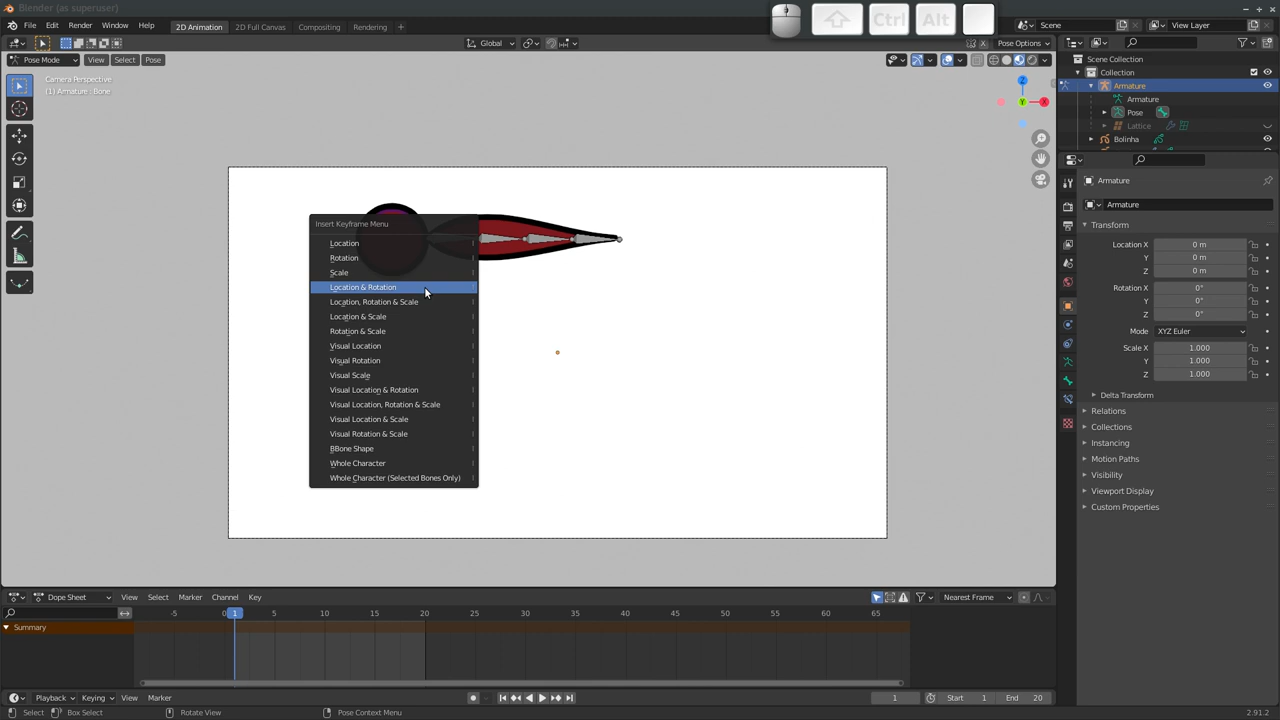 Blender (as superuser)
File Edit Render Window Help 2D Animation 2D Full Canvas Compositing Rendering +
Ctrl Alt
Scene View Layer
Global Pose Options
Pose Mode View Select Pose
Camera Perspective
(1) Armature : Bone
Z
Y X
Insert Keyframe Menu
Location
Rotation
Scale
Location & Rotation
Location, Rotation & Scale
Location & Scale
Rotation & Scale
Visual Location
Visual Rotation
Visual Scale
Visual Location & Rotation
Visual Location, Rotation & Scale
Visual Location & Scale
Visual Rotation & Scale
BBone Shape
Whole Character
Whole Character (Selected Bones Only)
Scene Collection
Collection
Armature
Armature
Pose
Lattice
Bolinha
Armature
Armature
Transform
Location X 0 m
Y 0 m
Z 0 m
Rotation X 0°
Y 0°
Z 0°
Mode XYZ Euler
Scale X 1.000
Y 1.000
Z 1.000
Delta Transform
Relations
Collections
Instancing
Motion Paths
Visibility
Viewport Display
Custom Properties
Dope Sheet View Select Marker Channel Key Nearest Frame
-5 0 1 5 10 15 20 25 30 35 40 45 50 55 60 65
Summary
Playback Keying View Marker 1 Start 1 End 20
Select Box Select Rotate View Pose Context Menu 2.91.2